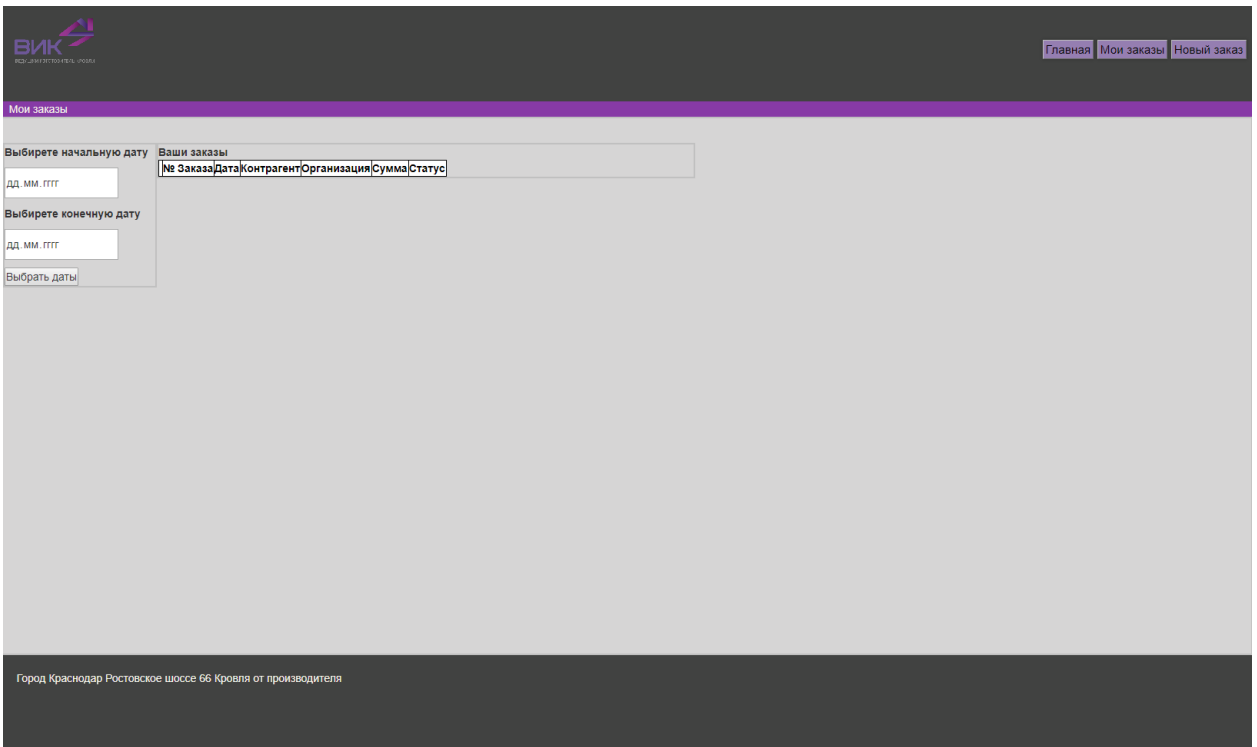 ВИК
Главная Мои заказы Новый заказ
Мои заказы
Выбирете начальную дату
дд.мм.гггг
Выбирете конечную дату
дд.мм.гггг
Выбрать даты
Ваши заказы
№ Заказа Дата Контрагент Организация Сумма Статус
Город Краснодар Ростовское шоссе 66 Кровля от производителя